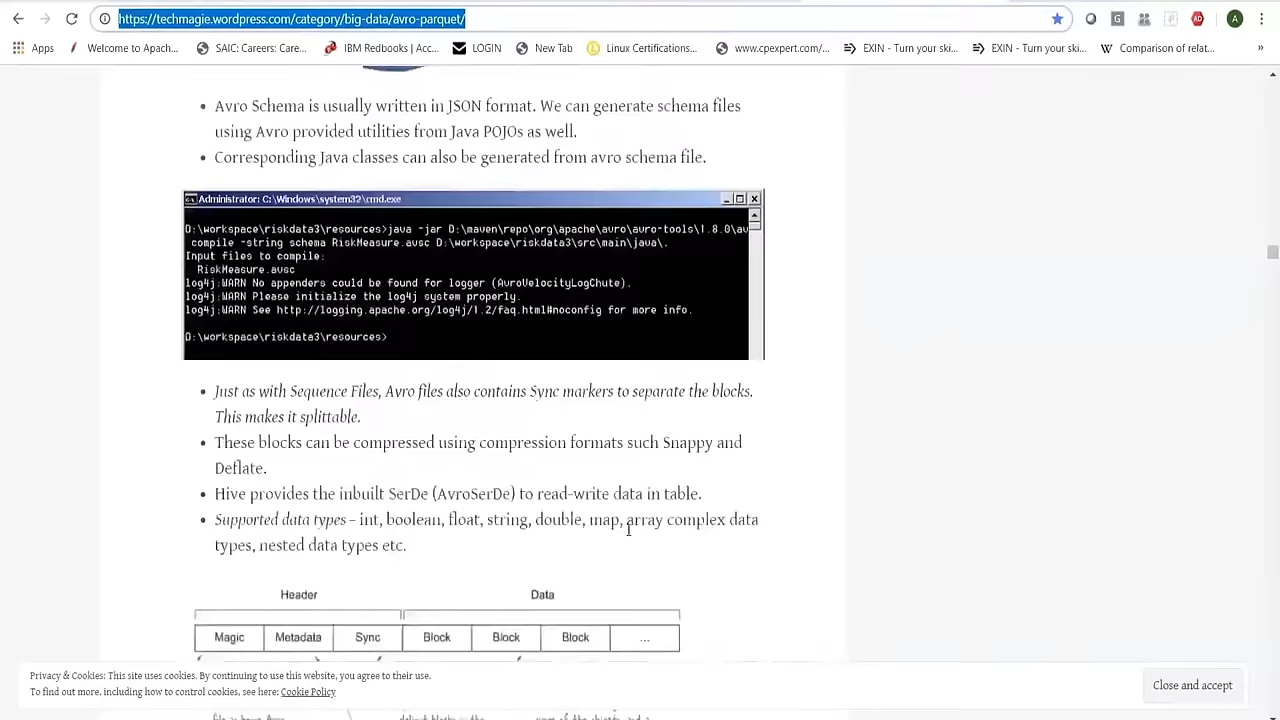 https://techmagie.wordpress.com/category/big-data/avro-parquet/
Apps Welcome to Apach... SAIC: Careers: Care... IBM Redbooks | Acc... LOGIN New Tab Linux Certifications... www.cpexpert.com/... EXIN - Turn your ski... EXIN - Turn your ski... Comparison of relat... »
Avro Schema is usually written in JSON format. We can generate schema files
using Avro provided utilities from Java POJOs as well.
Corresponding Java classes can also be generated from avro schema file.
Administrator: C:\Windows\system32\cmd.exe
D:\workspace\riskdata3\resources>java -jar D:\maven\repo\org\apache\avro\avro-tools\1.8.0\av
compile -string schema RiskMeasure.avsc D:\workspace\riskdata3\src\main\java\.
Input files to compile:
RiskMeasure.avsc
log4j:WARN No appenders could be found for logger (AvroVelocityLogChute).
log4j:WARN Please initialize the log4j system properly.
log4j:WARN See http://logging.apache.org/log4j/1.2/faq.html#noconfig for more info.
D:\workspace\riskdata3\resources>
Just as with Sequence Files, Avro files also contains Sync markers to separate the blocks.
This makes it splittable.
These blocks can be compressed using compression formats such Snappy and
Deflate.
Hive provides the inbuilt SerDe (AvroSerDe) to read-write data in table.
Supported data types – int, boolean, float, string, double, map, array complex data
types, nested data types etc.
Header Data
Magic Metadata Sync Block Block Block ...
Privacy & Cookies: This site uses cookies. By continuing to use this website, you agree to their use.
To find out more, including how to control cookies, see here: Cookie Policy
Close and accept